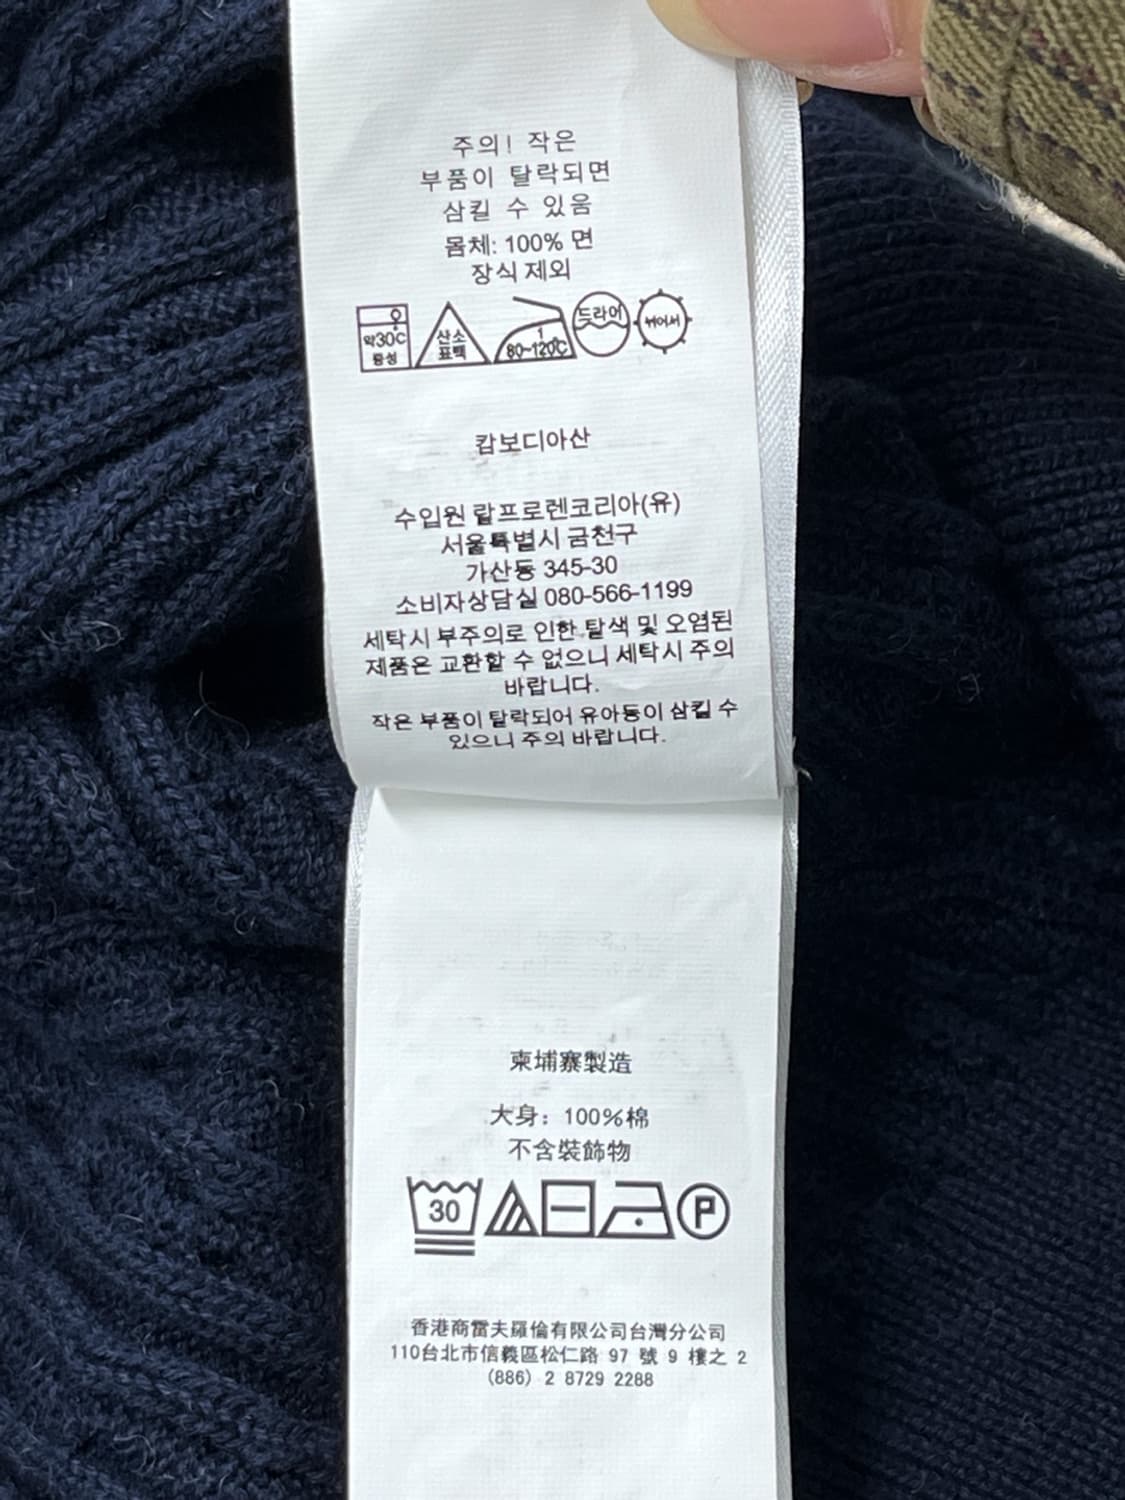 주의! 작은
부품이 탈락되면
삼킬 수 있음
몸체: 100% 면
장식 제외
약30℃
중성
산소
표백
1
80~120℃
드라이
뉘어서
캄보디아산
수입원 랄프로렌코리아(유)
서울특별시 금천구
가산동 345-30
소비자상담실 080-566-1199
세탁시 부주의로 인한 탈색 및 오염된
제품은 교환할 수 없으니 세탁시 주의
바랍니다.
작은 부품이 탈락되어 유아등이 삼킬 수
있으니 주의 바랍니다.
柬埔寨製造
大身: 100%棉
不含裝飾物
30
P
香港商雷夫羅倫有限公司台灣分公司
110台北市信義區松仁路 97 號 9 樓之 2
(886) 2 8729 2288